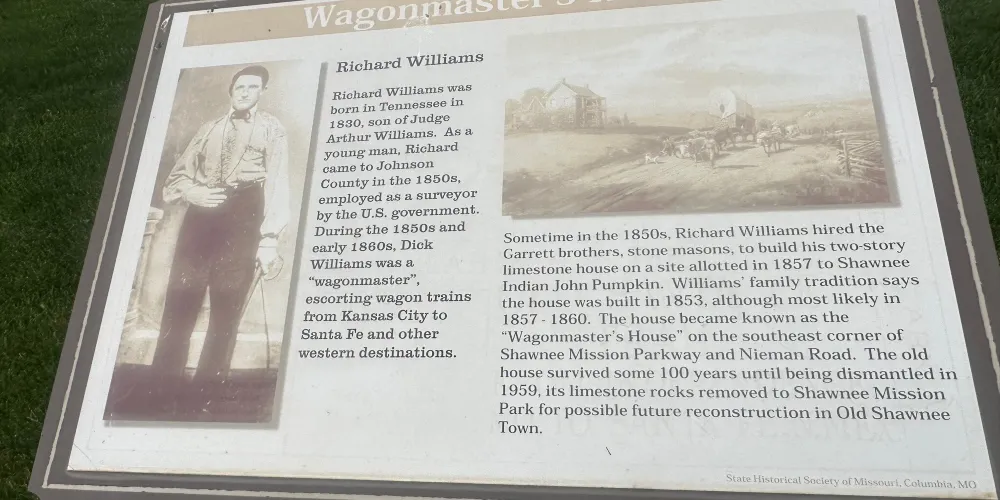 Wagonmaster's
Richard Williams
Richard Williams was
born in Tennessee in
1830, son of Judge
Arthur Williams. As a
young man, Richard
came to Johnson
County in the 1850s,
employed as a surveyor
by the U.S. government.
During the 1850s and
early 1860s, Dick
Williams was a
"wagonmaster",
escorting wagon trains
from Kansas City to
Santa Fe and other
western destinations.
Sometime in the 1850s, Richard Williams hired the
Garrett brothers, stone masons, to build his two-story
limestone house on a site allotted in 1857 to Shawnee
Indian John Pumpkin. Williams' family tradition says
the house was built in 1853, although most likely in
1857 - 1860. The house became known as the
"Wagonmaster's House" on the southeast corner of
Shawnee Mission Parkway and Nieman Road. The old
house survived some 100 years until being dismantled in
1959, its limestone rocks removed to Shawnee Mission
Park for possible future reconstruction in Old Shawnee
Town.
State Historical Society of Missouri, Columbia, MO